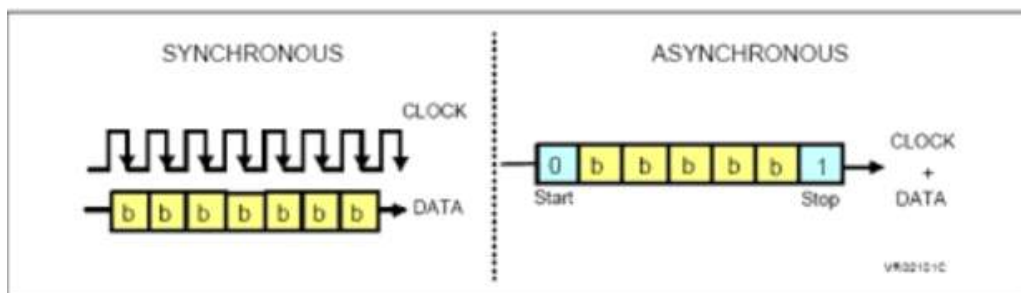 SYNCHRONOUS
CLOCK
b b b b b b b
DATA
ASYNCHRONOUS
0 b b b b b 1
Start Stop
CLOCK
+
DATA